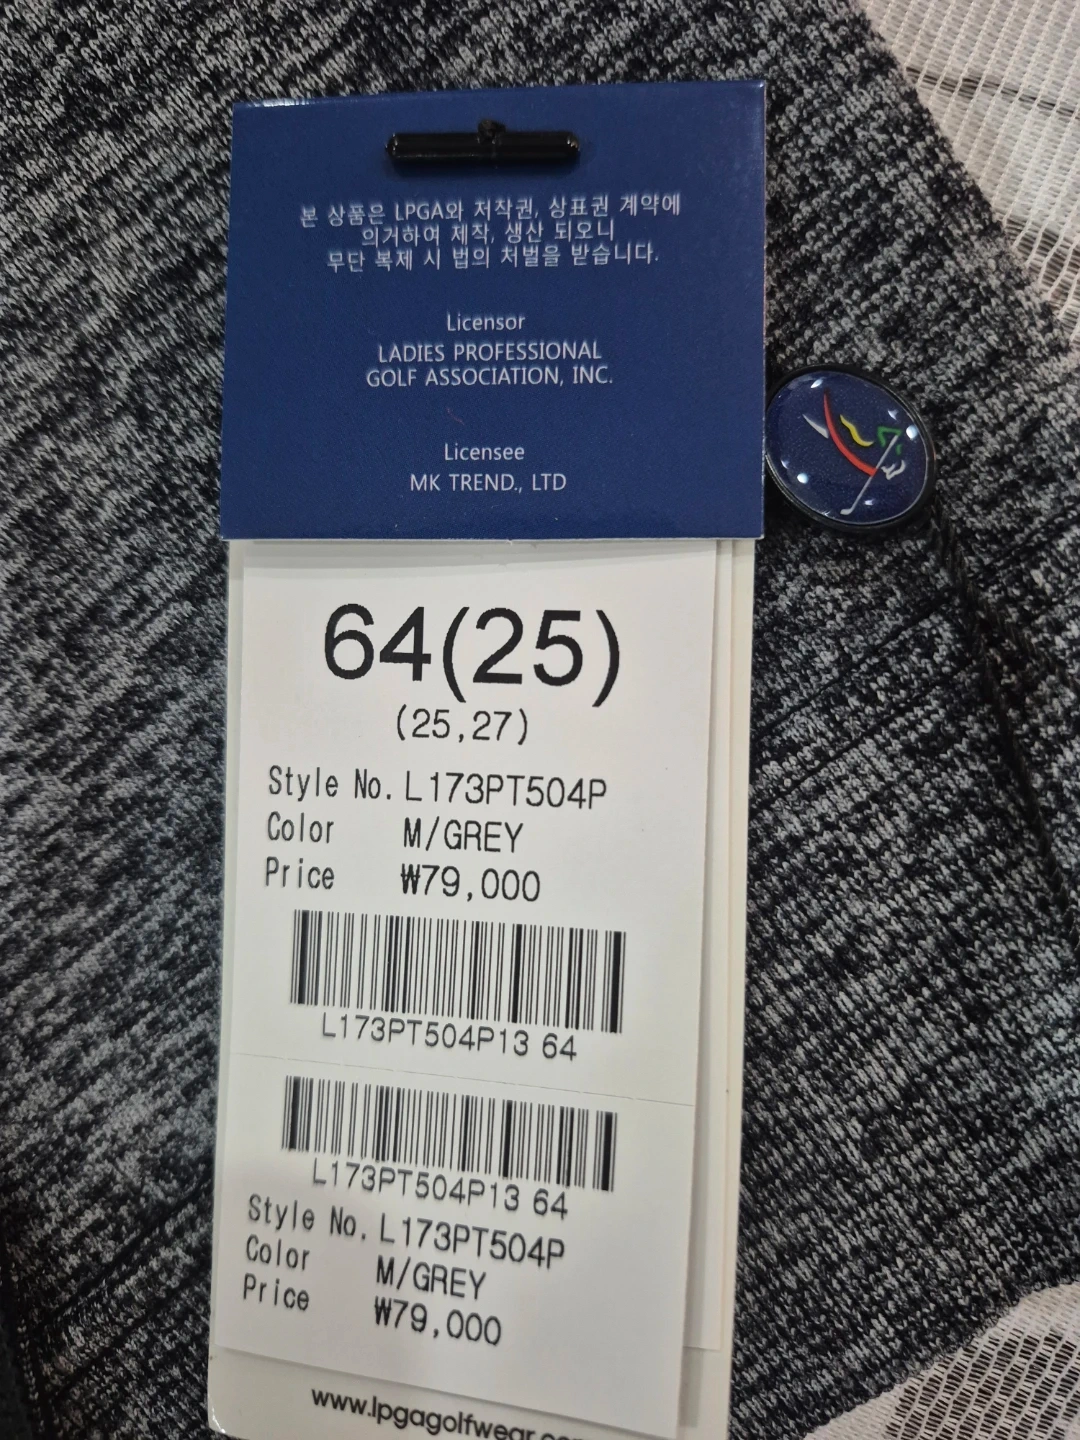 본 상품은 LPGA와 저작권, 상표권 계약에
의거하여 제작, 생산 되오니
무단 복제 시 법의 처벌을 받습니다.
Licensor
LADIES PROFESSIONAL
GOLF ASSOCIATION, INC.
Licensee
MK TREND., LTD
64(25)
(25,27)
Style No. L173PT504P
Color M/GREY
Price ₩79,000
L173PT504P13 64
L173PT504P13 64
Style No. L173PT504P
Color M/GREY
Price ₩79,000
www.lpgagolfwear.com